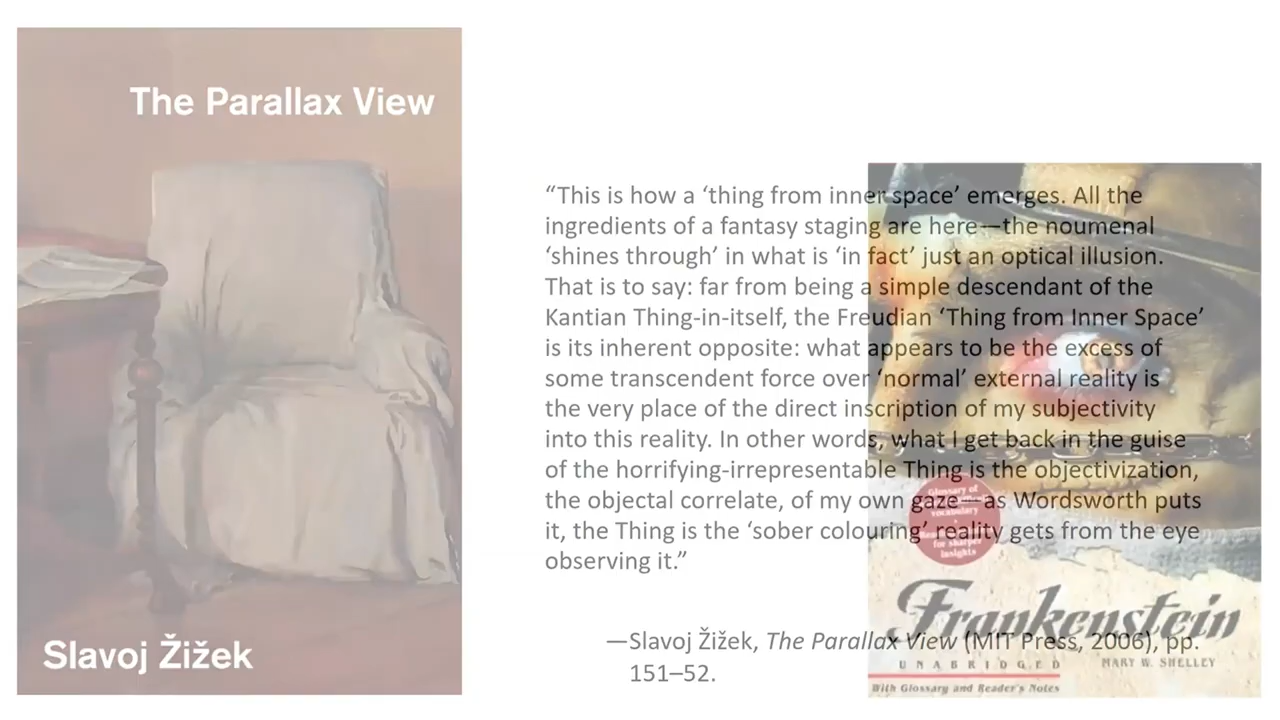 The Parallax View
Slavoj Žižek
“This is how a ‘thing from inner space’ emerges. All the
ingredients of a fantasy staging are here—the noumenal
‘shines through’ in what is ‘in fact’ just an optical illusion.
That is to say: far from being a simple descendant of the
Kantian Thing-in-itself, the Freudian ‘Thing from Inner Space’
is its inherent opposite: what appears to be the excess of
some transcendent force over ‘normal’ external reality is
the very place of the direct inscription of my subjectivity
into this reality. In other words, what I get back in the guise
of the horrifying-irrepresentable Thing is the objectivization,
the objectal correlate, of my own gaze—as Wordsworth puts
it, the Thing is the ‘sober colouring’ reality gets from the eye
observing it.”
—Slavoj Žižek, The Parallax View (MIT Press, 2006), pp.
151–52.
Glossary of
vocabulary
for sharper
insights
Frankenstein
UNABRIDGED
MARY W. SHELLEY
With Glossary and Reader's Notes